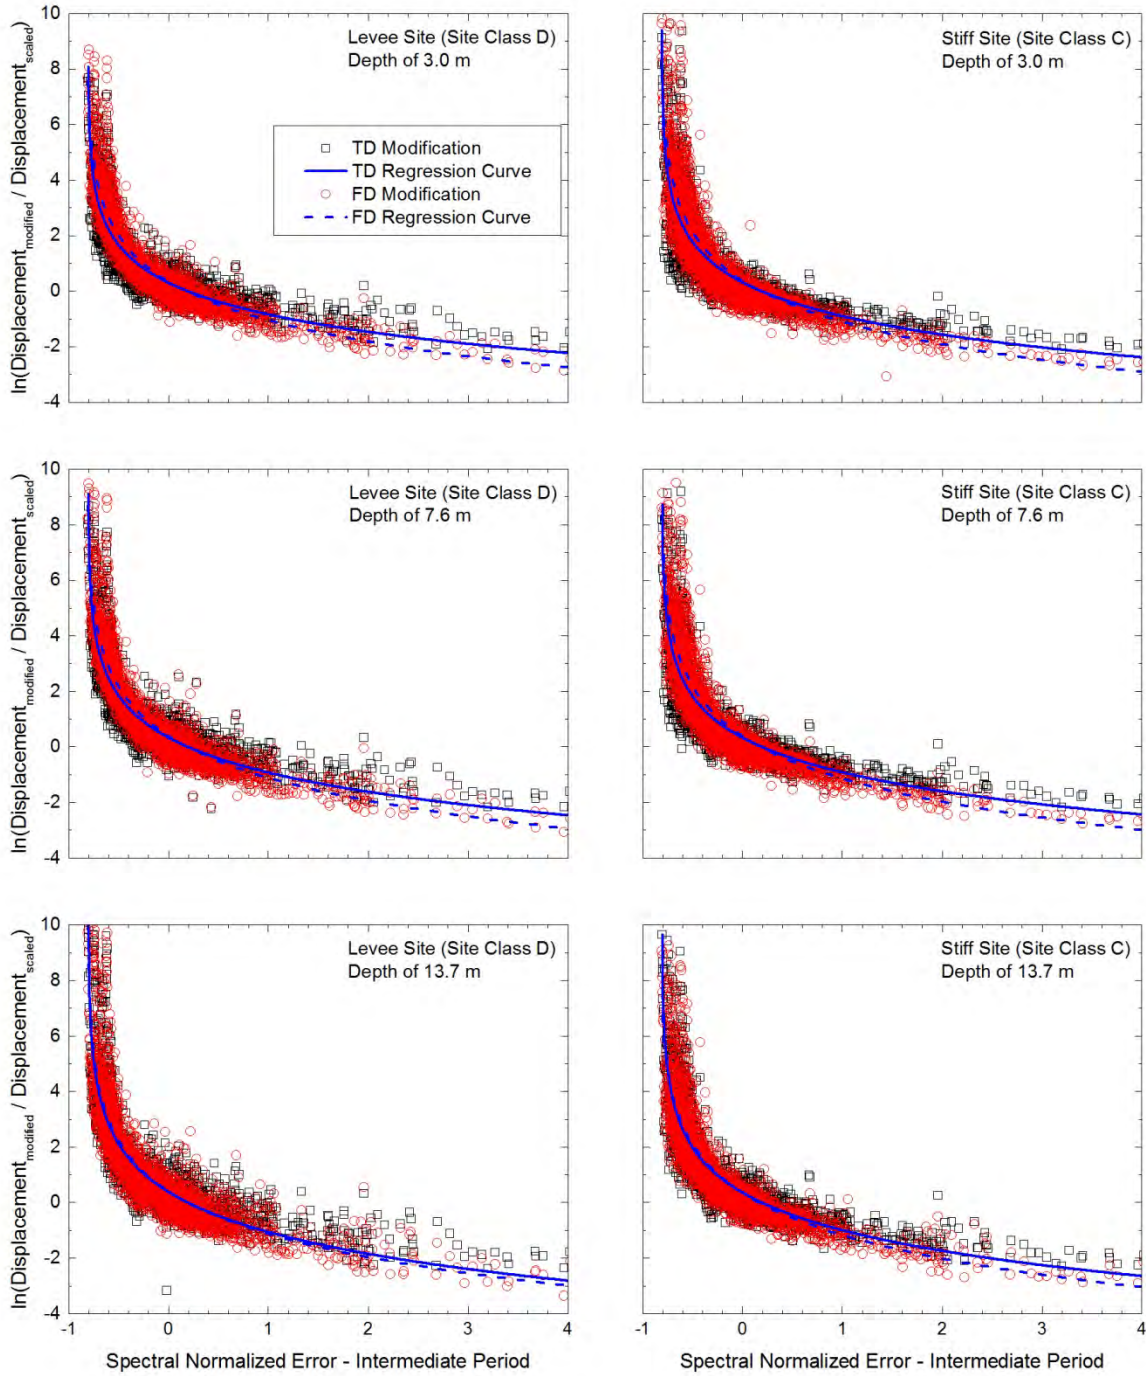 Levee Site (Site Class D)
Depth of 3.0 m
TD Modification
TD Regression Curve
FD Modification
FD Regression Curve
ln(Displacement_modified / Displacement_scaled)
10
8
6
4
2
0
-2
-4
Stiff Site (Site Class C)
Depth of 3.0 m
Levee Site (Site Class D)
Depth of 7.6 m
ln(Displacement_modified / Displacement_scaled)
10
8
6
4
2
0
-2
-4
Stiff Site (Site Class C)
Depth of 7.6 m
Levee Site (Site Class D)
Depth of 13.7 m
ln(Displacement_modified / Displacement_scaled)
10
8
6
4
2
0
-2
-4
-1 0 1 2 3 4
Spectral Normalized Error - Intermediate Period
Stiff Site (Site Class C)
Depth of 13.7 m
-1 0 1 2 3 4
Spectral Normalized Error - Intermediate Period